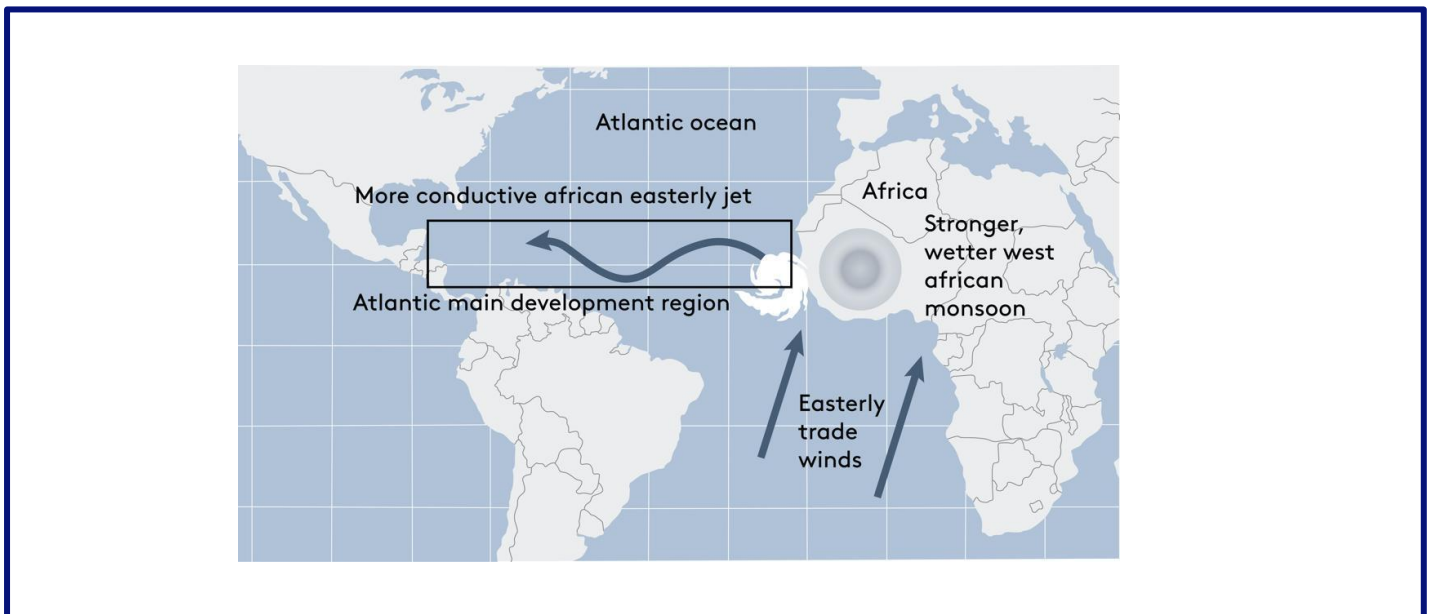 Atlantic ocean
More conductive african easterly jet
Africa
Stronger,
wetter west
african
monsoon
Atlantic main development region
Easterly
trade
winds